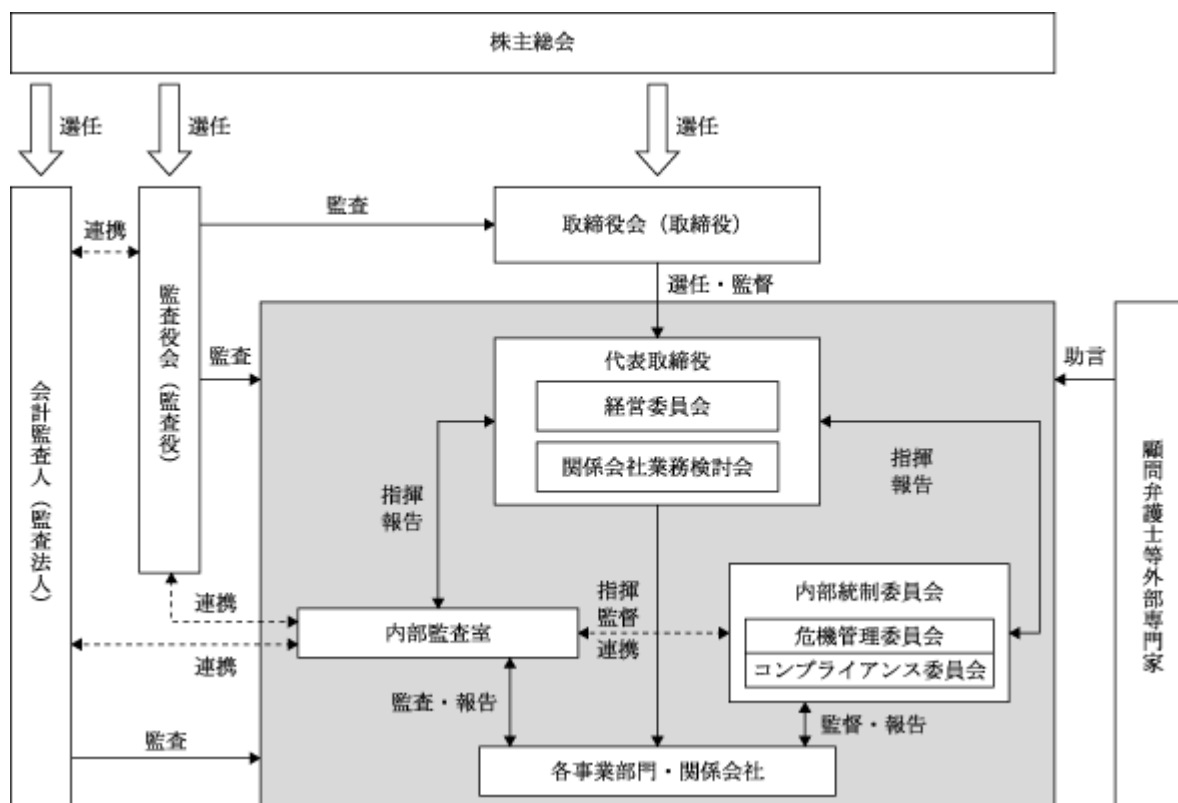 株主総会
選任
選任
選任
監査
連携
取締役会（取締役）
選任・監督
監査役会（監査役）
監査
代表取締役
助言
経営委員会
関係会社業務検討会
会計監査人（監査法人）
顧問弁護士等外部専門家
指揮
報告
指揮
報告
連携
指揮
監督
連携
内部統制委員会
内部監査室
危機管理委員会
コンプライアンス委員会
連携
監査・報告
監督・報告
監査
各事業部門・関係会社